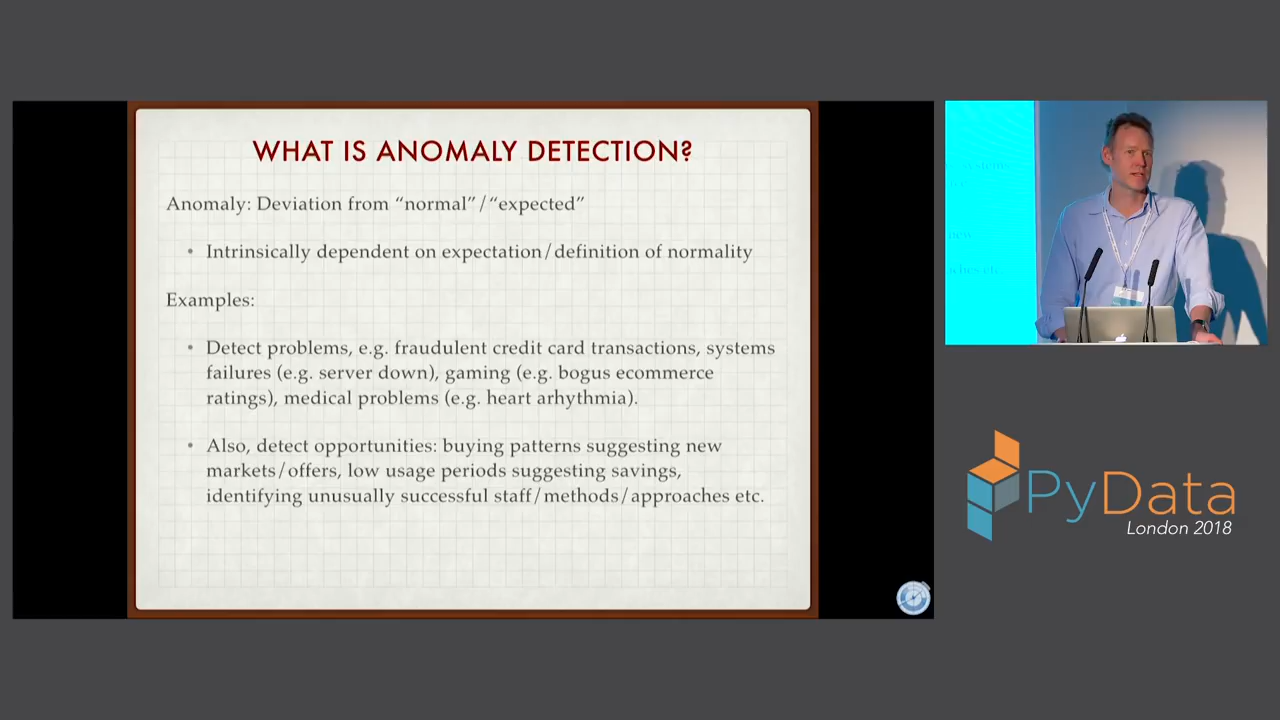 WHAT IS ANOMALY DETECTION?
Anomaly: Deviation from “normal”/“expected”
• Intrinsically dependent on expectation/definition of normality
Examples:
• Detect problems, e.g. fraudulent credit card transactions, systems
failures (e.g. server down), gaming (e.g. bogus ecommerce
ratings), medical problems (e.g. heart arhythmia).
• Also, detect opportunities: buying patterns suggesting new
markets/offers, low usage periods suggesting savings,
identifying unusually successful staff/methods/approaches etc.
PyData
London 2018